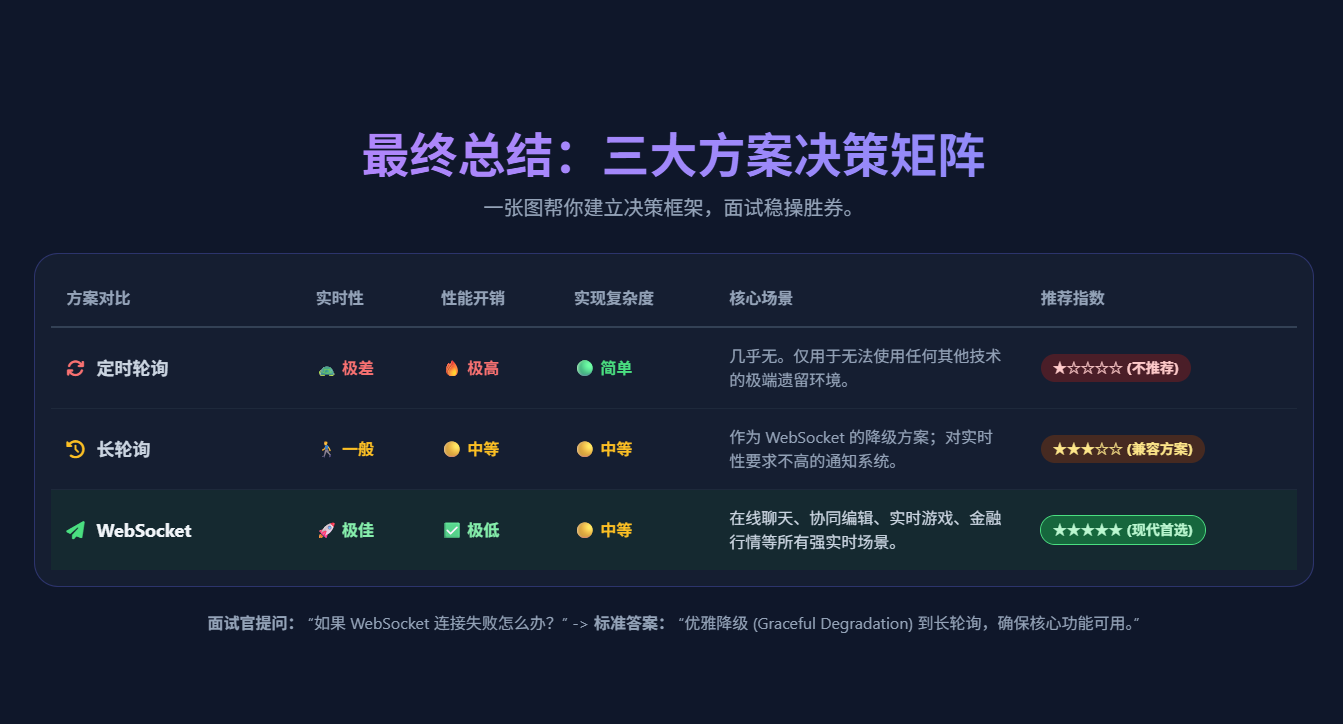 最终总结：三大方案决策矩阵
一张图帮你建立决策框架，面试稳操胜券。
方案对比 实时性 性能开销 实现复杂度 核心场景 推荐指数
定时轮询 极差 极高 简单 几乎无。仅用于无法使用任何其他技术
的极端遗留环境。 ★☆☆☆☆ (不推荐)
长轮询 一般 中等 中等 作为 WebSocket 的降级方案；对实时
性要求不高的通知系统。 ★★★☆☆ (兼容方案)
WebSocket 极佳 极低 中等 在线聊天、协同编辑、实时游戏、金融
行情等所有强实时场景。 ★★★★★ (现代首选)
面试官提问： “如果 WebSocket 连接失败怎么办？” -> 标准答案： “优雅降级 (Graceful Degradation) 到长轮询，确保核心功能可用。”